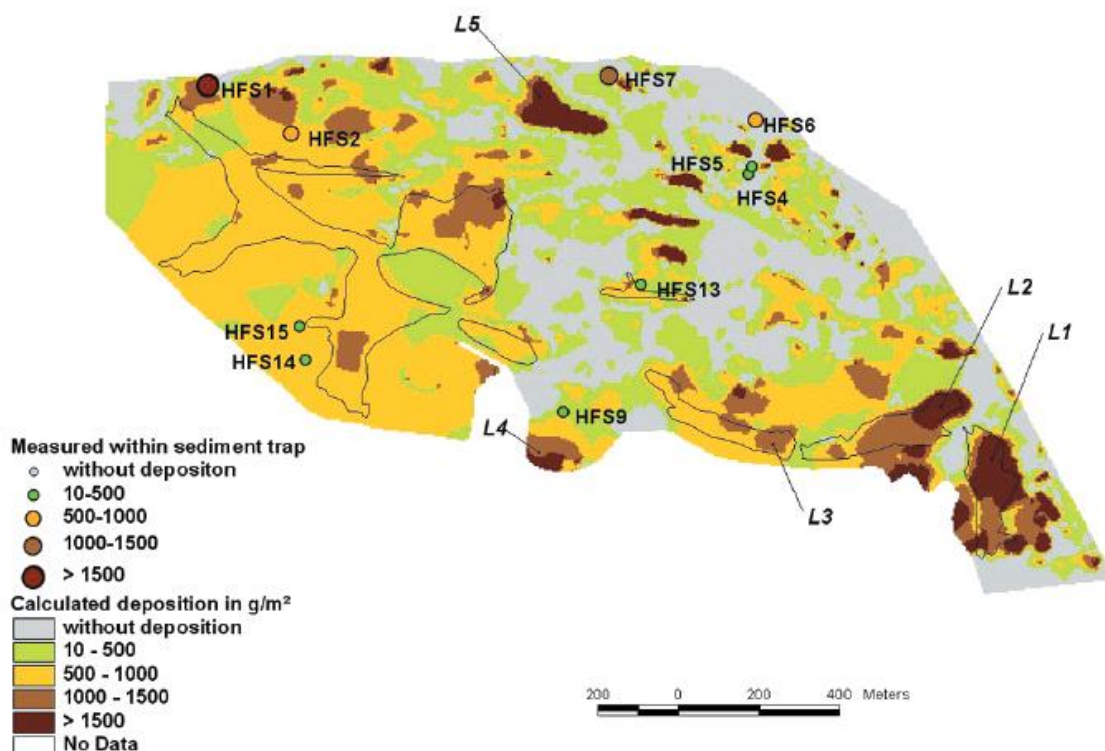 L5
HFS7
HFS1
HFS6
HFS2
HFS5
HFS4
HFS13
L2
L1
HFS15
HFS14
HFS9
L4
L3
Measured within sediment trap
without depositon
10-500
500-1000
1000-1500
> 1500
Calculated deposition in g/m²
without deposition
10 - 500
500 - 1000
1000 - 1500
> 1500
No Data
200 0 200 400 Meters